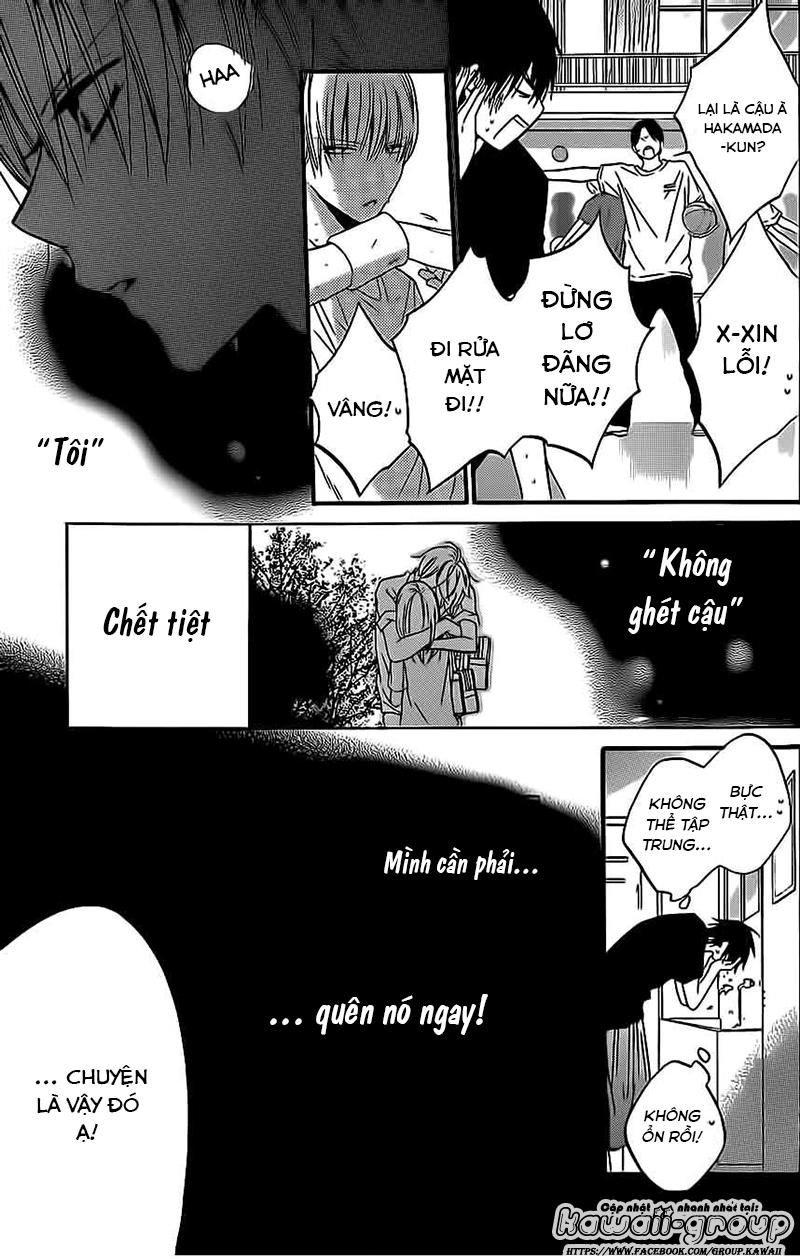 LẠI LÀ CẬU À
HAKAMADA
-KUN?
X-XIN
LỖI!
ĐỪNG
LƠ
ĐÃNG
NỮA!!
ĐI RỬA
MẶT
ĐI!!
VÂNG!
HAA
“Tôi”
“Không
ghét cậu”
Chết tiệt
BỰC
THẬT...
KHÔNG
THỂ TẬP
TRUNG...
KHÔNG
ỔN RỒI!
Mình cần phải...
... quên nó ngay!
... CHUYỆN
LÀ VẬY ĐÓ
Ạ!
Cập nhật nhanh nhất tại:
kawaii-group
HTTPS://WWW.FACEBOOK.COM/GROUP.KAWAII